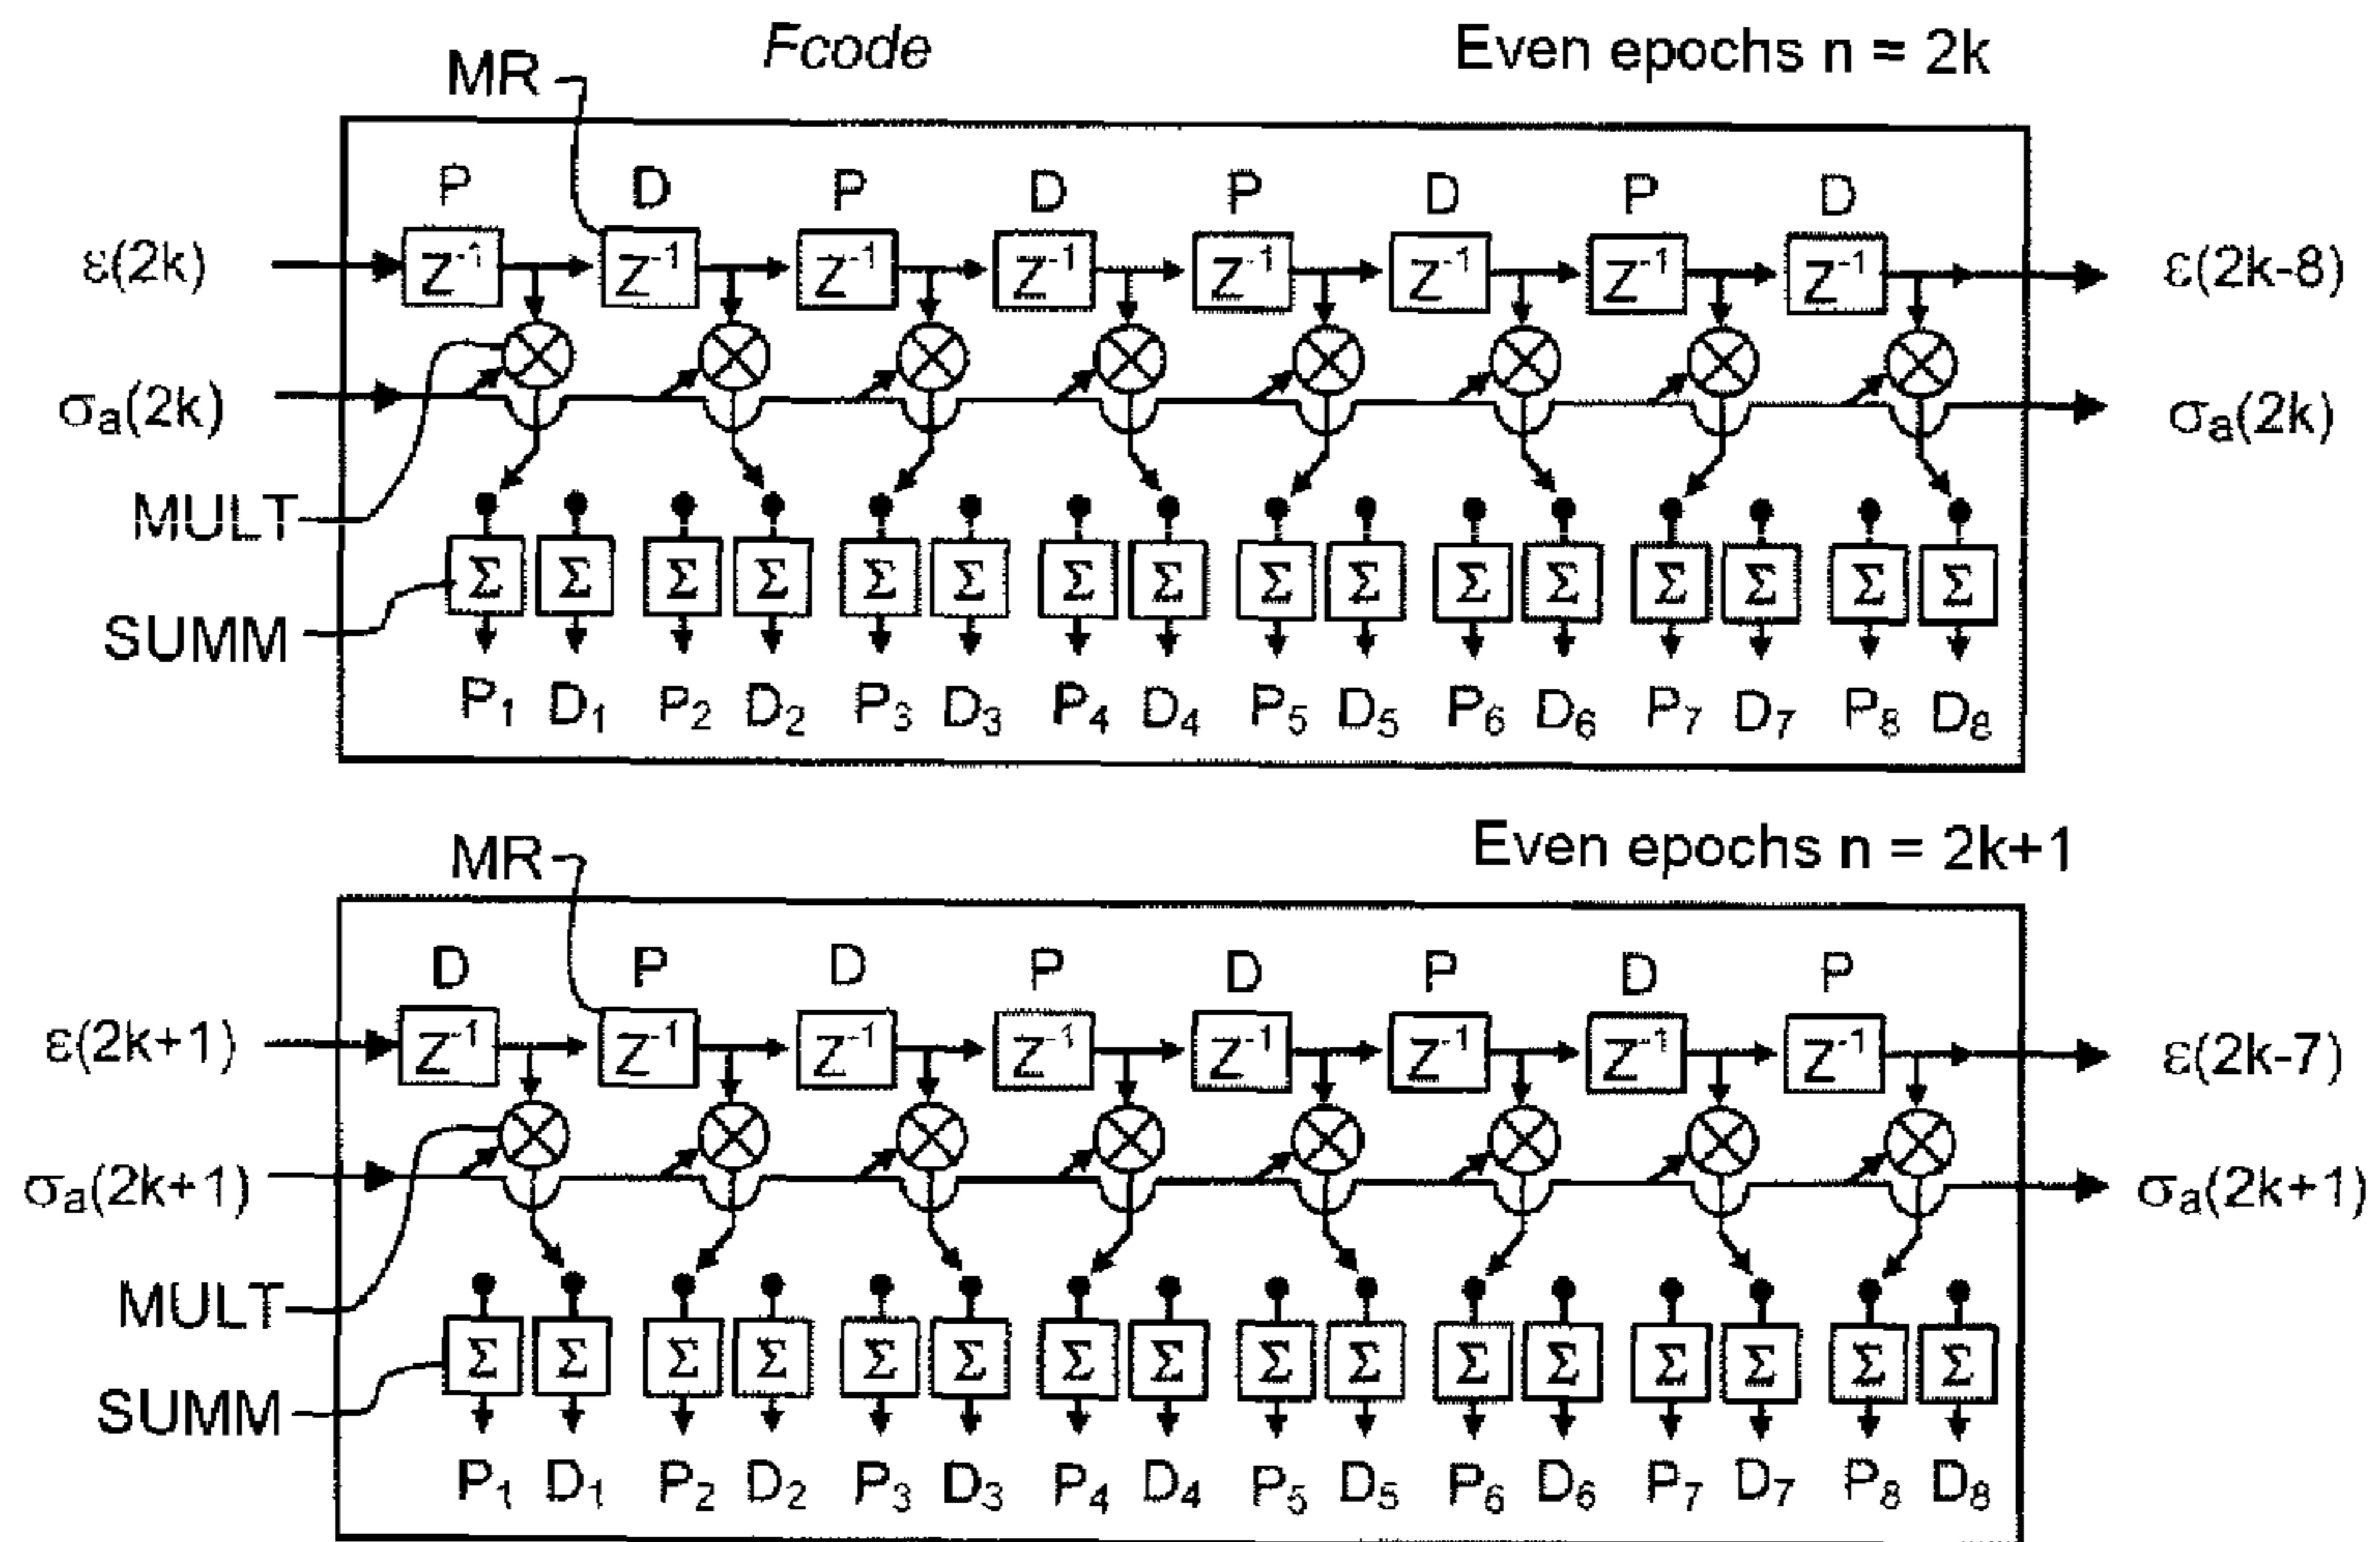 Fcode
Even epochs n = 2k
MR
P D P D P D P D
ε(2k) Z⁻¹ Z⁻¹ Z⁻¹ Z⁻¹ Z⁻¹ Z⁻¹ Z⁻¹ Z⁻¹ ε(2k-8)
σₐ(2k) σₐ(2k)
MULT
Σ Σ Σ Σ Σ Σ Σ Σ Σ Σ Σ Σ Σ Σ Σ Σ
SUMM
P₁ D₁ P₂ D₂ P₃ D₃ P₄ D₄ P₅ D₅ P₆ D₆ P₇ D₇ P₈ D₈
Even epochs n = 2k+1
MR
D P D P D P D P
ε(2k+1) Z⁻¹ Z⁻¹ Z⁻¹ Z⁻¹ Z⁻¹ Z⁻¹ Z⁻¹ Z⁻¹ ε(2k-7)
σₐ(2k+1) σₐ(2k+1)
MULT
Σ Σ Σ Σ Σ Σ Σ Σ Σ Σ Σ Σ Σ Σ Σ Σ
SUMM
P₁ D₁ P₂ D₂ P₃ D₃ P₄ D₄ P₅ D₅ P₆ D₆ P₇ D₇ P₈ D₈